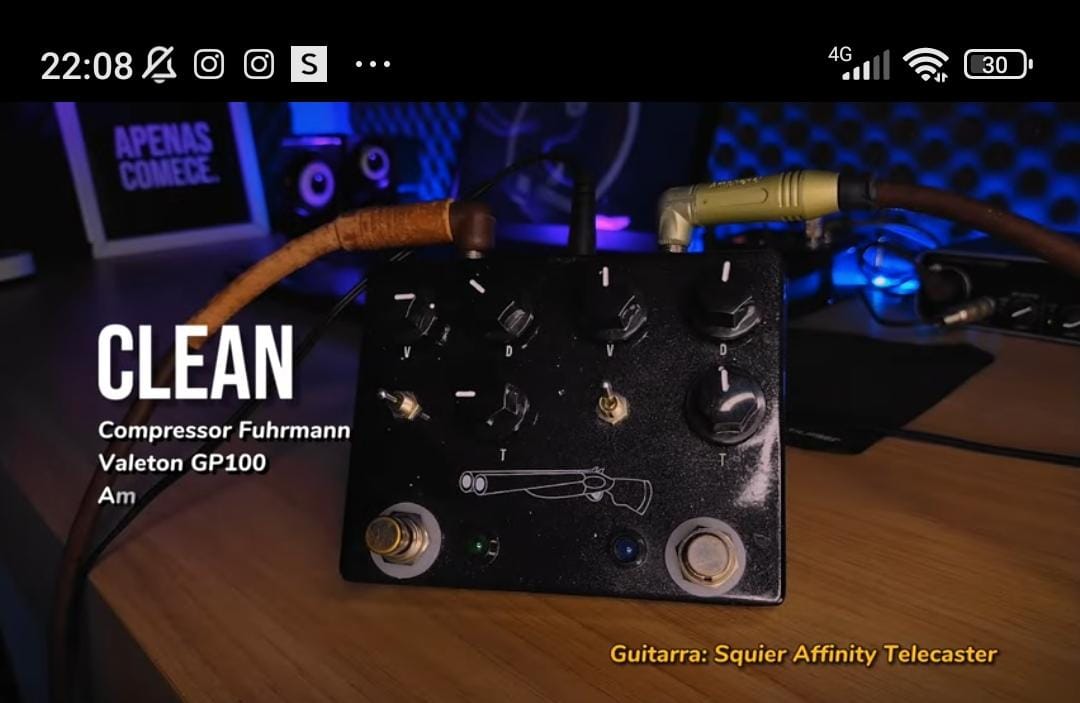 22:08 S 4G 30
APENAS
COMECE.
CLEAN
Compressor Fuhrmann
Valeton GP100
Am
V D V D
T T
Guitarra: Squier Affinity Telecaster